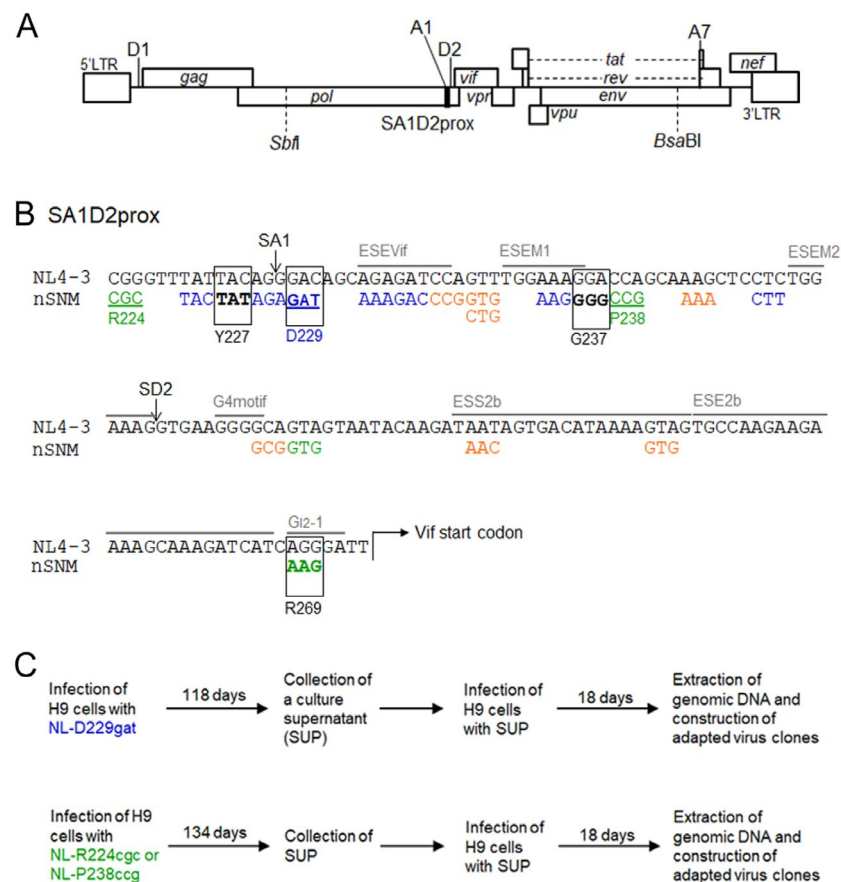 A
5'LTR D1 gag pol SbfI A1 D2 SA1D2prox vif vpr tat rev vpu env BsaBI A7 nef 3'LTR
B SA1D2prox
SA1 ESEVif ESEM1 ESEM2
NL4-3 CGGGTTTATTACAGGGACAGCAGAGATCCAGTTTGGAAAGGACCAGCAAAGCTCCTCTGG
nSNM CGC TAC TAT AGA GAT AAAGACCCGGTG AAG GGG CCG AAA CTT
R224 CTG P238
Y227 D229 G237
SD2 G4motif ESS2b ESE2b
NL4-3 AAAGGTGAAGGGGCAGTAGTAATACAAGATAATAGTGACATAAAAGTAGTGCCAAGAAGA
nSNM GCGGTG AAC GTG
GI2-1
NL4-3 AAAGCAAAGATCATCAGGGATT Vif start codon
nSNM AAG
R269
C
Infection of H9 cells with NL-D229gat 118 days Collection of a culture supernatant (SUP) Infection of H9 cells with SUP 18 days Extraction of genomic DNA and construction of adapted virus clones
Infection of H9 cells with NL-R224cgc or NL-P238ccg 134 days Collection of SUP Infection of H9 cells with SUP 18 days Extraction of genomic DNA and construction of adapted virus clones